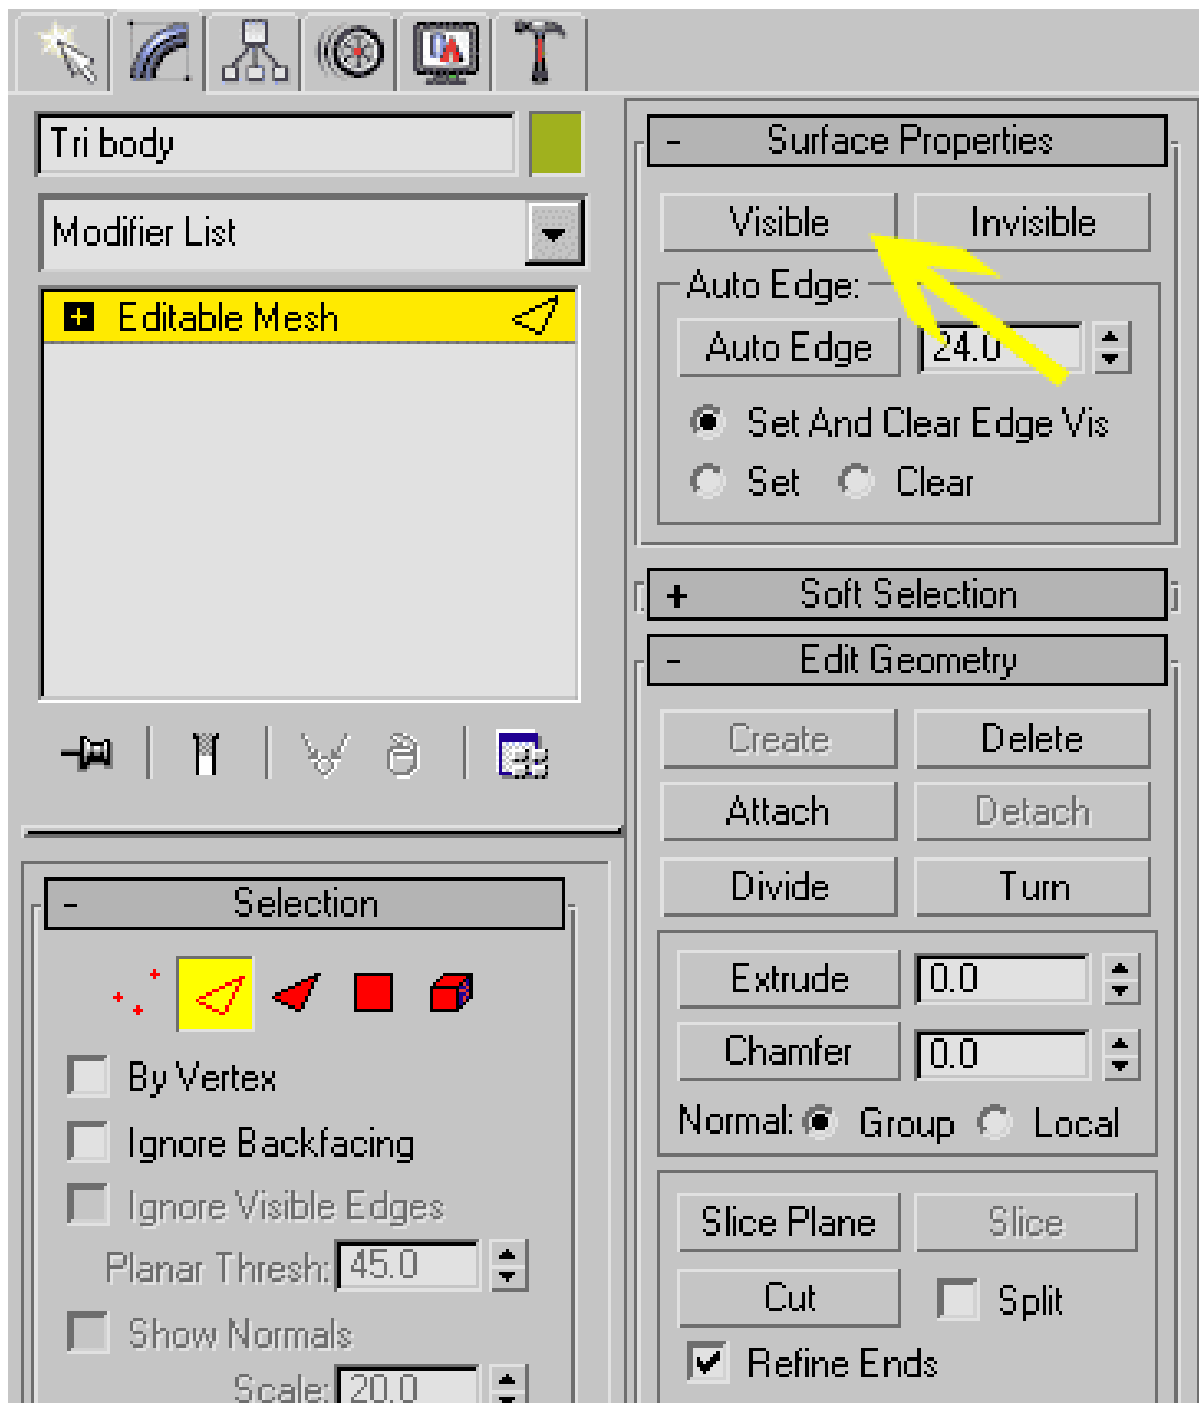 Tri body
Modifier List
Editable Mesh
Selection
By Vertex
Ignore Backfacing
Ignore Visible Edges
Planar Thresh: 45.0
Show Normals
Scale: 20.0
- Surface Properties
Visible Invisible
Auto Edge:
Auto Edge 24.0
Set And Clear Edge Vis
Set Clear
+ Soft Selection
- Edit Geometry
Create Delete
Attach Detach
Divide Turn
Extrude 0.0
Chamfer 0.0
Normal: Group Local
Slice Plane Slice
Cut Split
Refine Ends